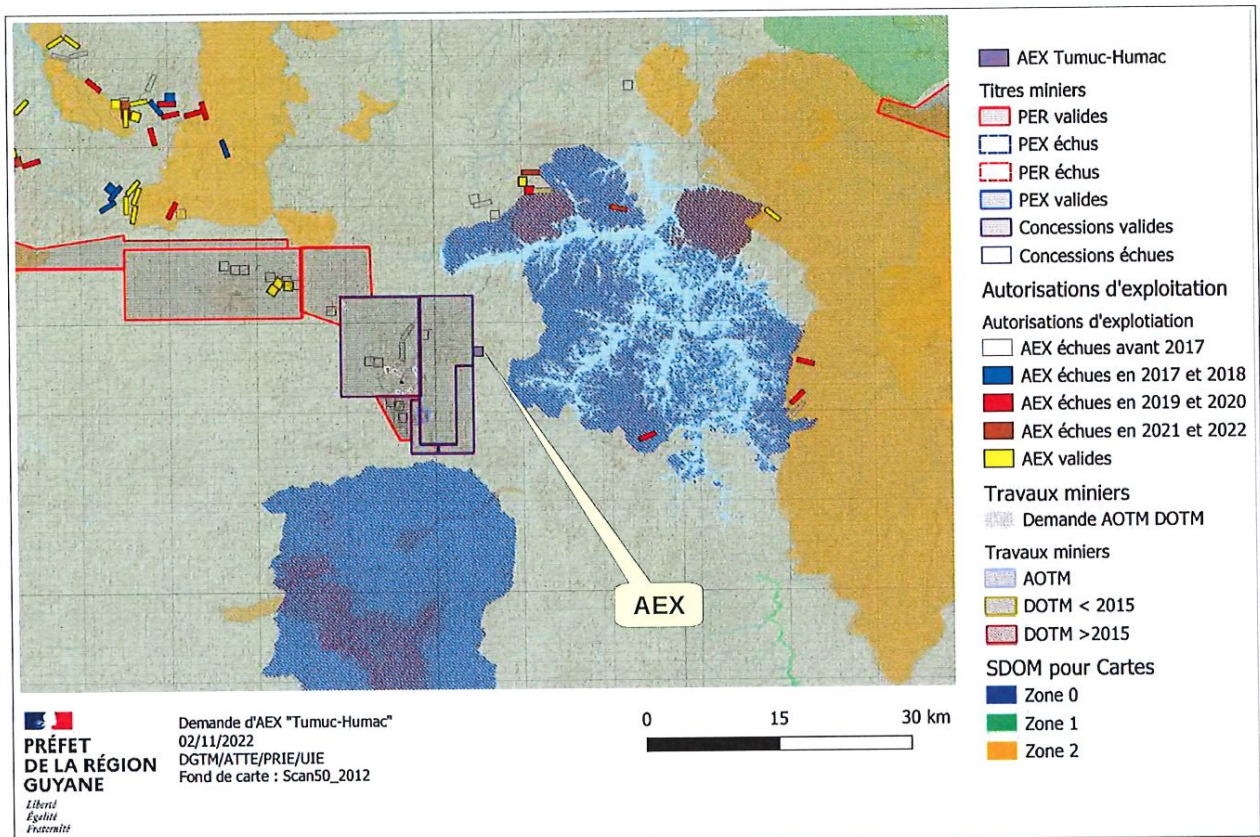 AEX Tumuc-Humac
Titres miniers
PER valides
PEX échus
PER échus
PEX valides
Concessions valides
Concessions échues
Autorisations d'exploitation
Autorisations d'explotiation
AEX échues avant 2017
AEX échues en 2017 et 2018
AEX échues en 2019 et 2020
AEX échues en 2021 et 2022
AEX valides
Travaux miniers
Demande AOTM DOTM
Travaux miniers
AOTM
DOTM < 2015
DOTM >2015
SDOM pour Cartes
Zone 0
Zone 1
Zone 2
AEX
PRÉFET
DE LA RÉGION
GUYANE
Liberté
Égalité
Fraternité
Demande d'AEX "Tumuc-Humac"
02/11/2022
DGTM/ATTE/PRIE/UIE
Fond de carte : Scan50_2012
0 15 30 km